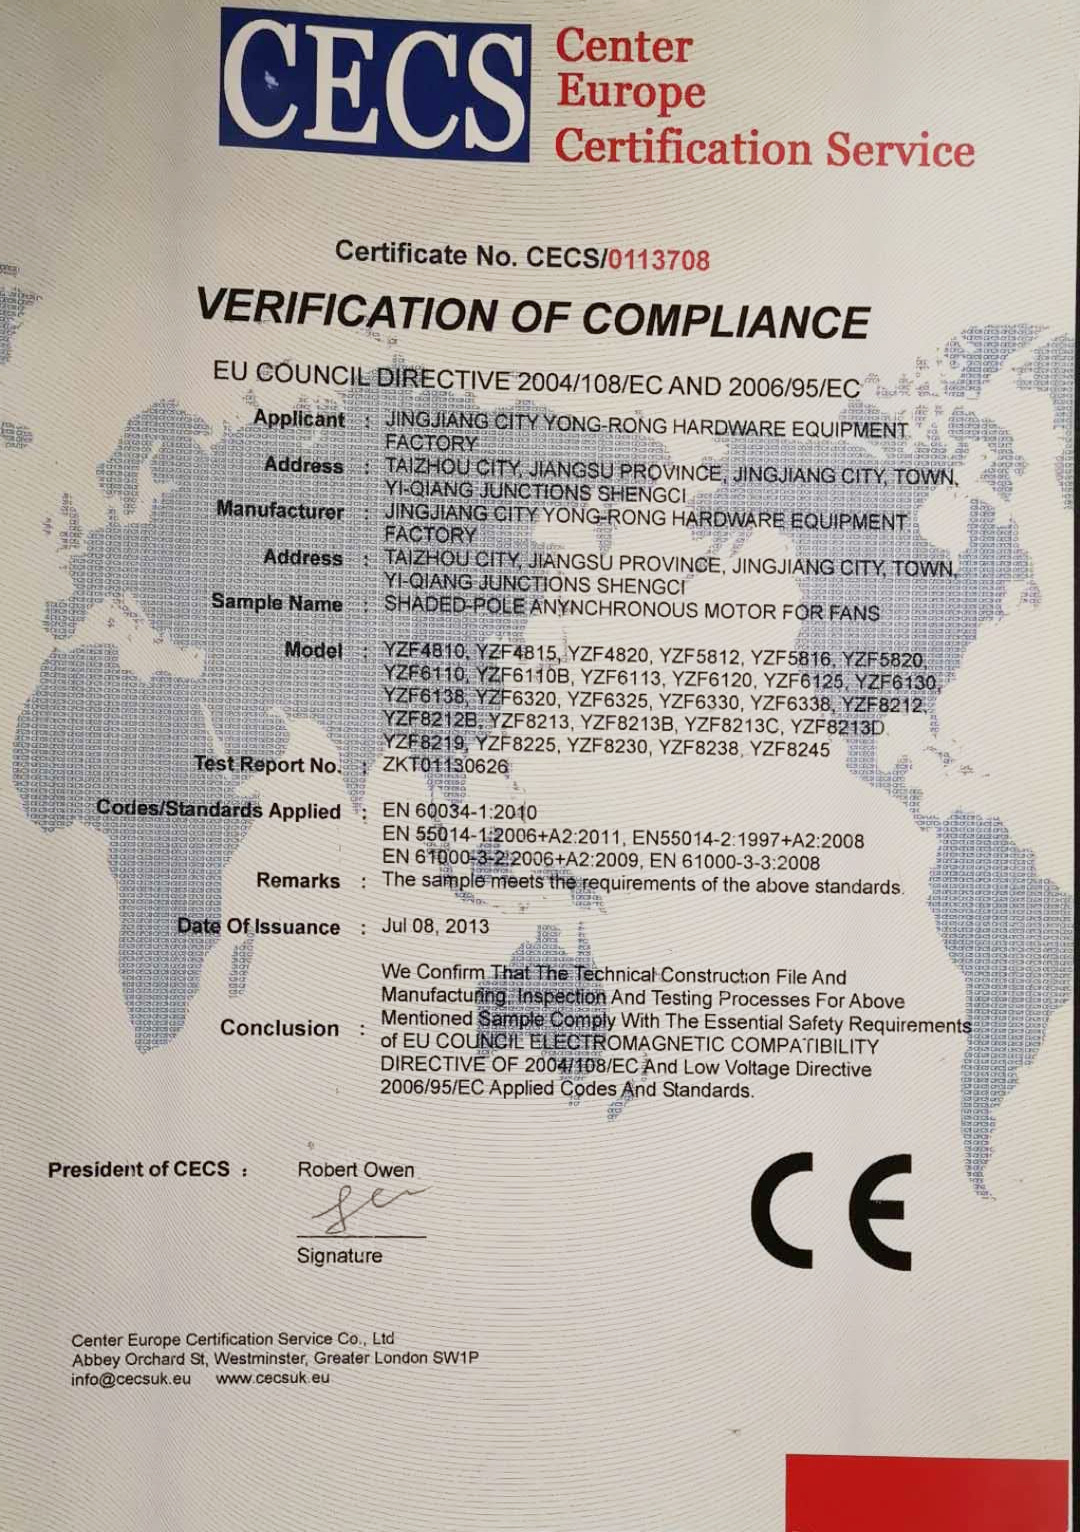 CECS
Center
Europe
Certification Service
Certificate No. CECS/0113708
VERIFICATION OF COMPLIANCE
EU COUNCIL DIRECTIVE 2004/108/EC AND 2006/95/EC
Applicant : JINGJIANG CITY YONG-RONG HARDWARE EQUIPMENT
FACTORY
Address : TAIZHOU CITY, JIANGSU PROVINCE, JINGJIANG CITY, TOWN,
YI-QIANG JUNCTIONS SHENGCI
Manufacturer : JINGJIANG CITY YONG-RONG HARDWARE EQUIPMENT
FACTORY
Address : TAIZHOU CITY, JIANGSU PROVINCE, JINGJIANG CITY, TOWN,
YI-QIANG JUNCTIONS SHENGCI
Sample Name : SHADED-POLE ANYNCHRONOUS MOTOR FOR FANS
Model : YZF4810, YZF4815, YZF4820, YZF5812, YZF5816, YZF5820,
YZF6110, YZF6110B, YZF6113, YZF6120, YZF6125, YZF6130,
YZF6138, YZF6320, YZF6325, YZF6330, YZF6338, YZF8212,
YZF8212B, YZF8213, YZF8213B, YZF8213C, YZF8213D
YZF8219, YZF8225, YZF8230, YZF8238, YZF8245
Test Report No. : ZKT01130626
Codes/Standards Applied : EN 60034-1:2010
EN 55014-1:2006+A2:2011, EN55014-2:1997+A2:2008
EN 61000-3-2:2006+A2:2009, EN 61000-3-3:2008
Remarks : The sample meets the requirements of the above standards.
Date Of Issuance : Jul 08, 2013
We Confirm That The Technical Construction File And
Manufacturing, Inspection And Testing Processes For Above
Conclusion : Mentioned Sample Comply With The Essential Safety Requirements
of EU COUNCIL ELECTROMAGNETIC COMPATIBILITY
DIRECTIVE OF 2004/108/EC And Low Voltage Directive
2006/95/EC Applied Codes And Standards.
President of CECS : Robert Owen
Signature
CE
Center Europe Certification Service Co., Ltd
Abbey Orchard St, Westminster, Greater London SW1P
info@cecsuk.eu www.cecsuk.eu